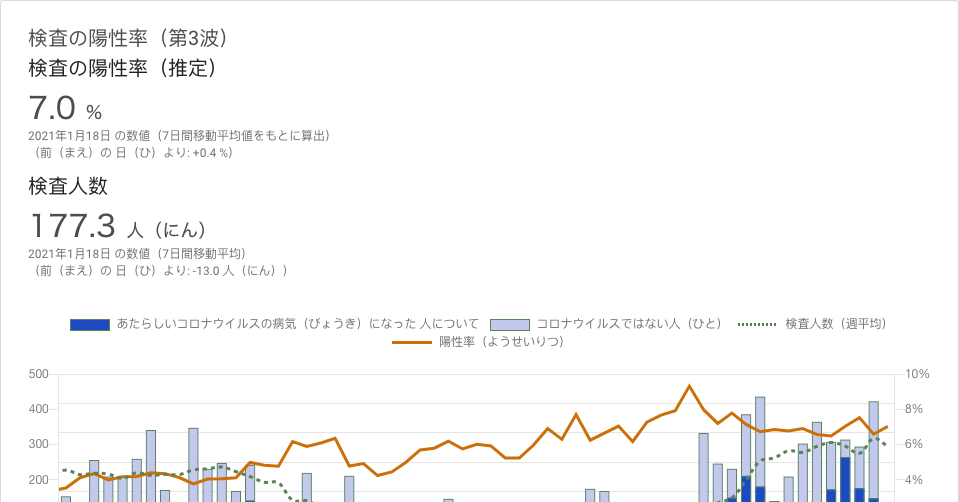 検査の陽性率（第3波）
検査の陽性率（推定）
7.0 %
2021年1月18日 の数値（7日間移動平均値をもとに算出）
（前（まえ）の 日（ひ）より: +0.4 %）
検査人数
177.3 人（にん）
2021年1月18日 の数値（7日間移動平均）
（前（まえ）の 日（ひ）より: -13.0 人（にん））
あたらしいコロナウイルスの病気（びょうき）になった 人について コロナウイルスではない人（ひと） 検査人数（週平均）
陽性率（ようせいりつ）
500 10%
400 8%
300 6%
200 4%